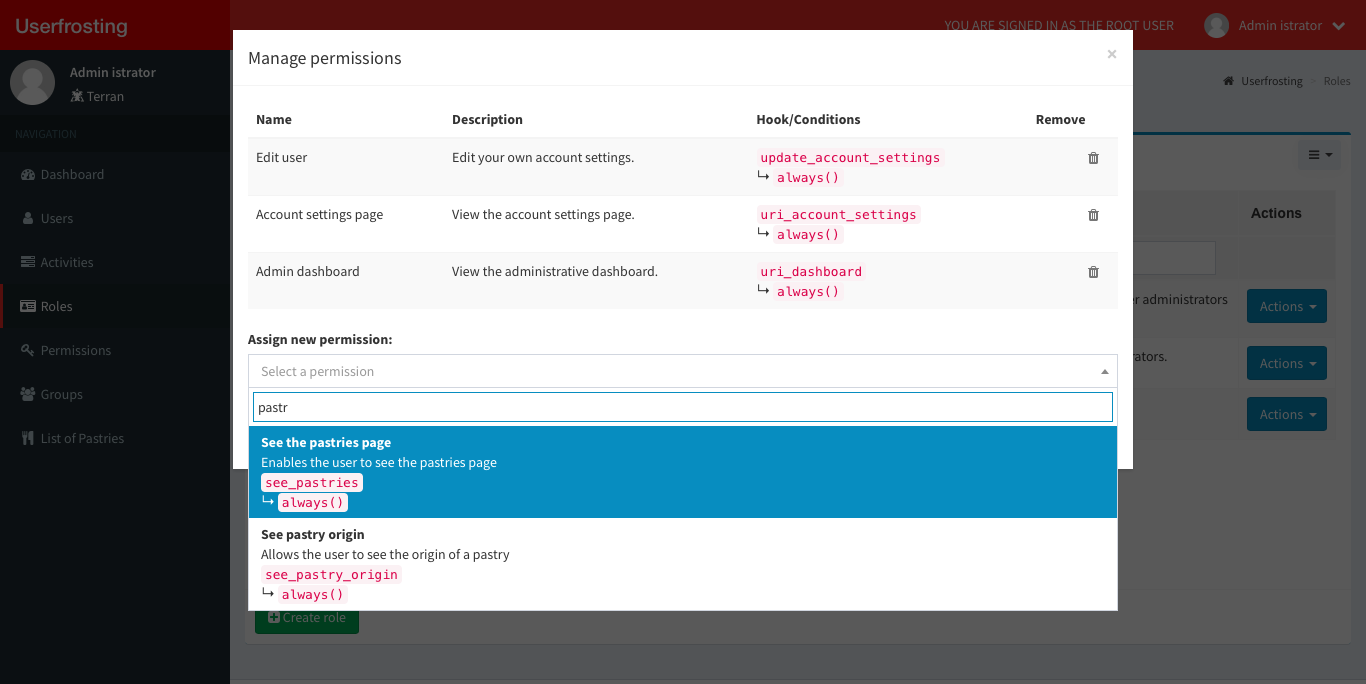 Userfrosting
YOU ARE SIGNED IN AS THE ROOT USER
Admin istrator
Admin istrator
Terran
NAVIGATION
Dashboard
Users
Activities
Roles
Permissions
Groups
List of Pastries
Userfrosting
Roles
Manage permissions
×
Name Description Hook/Conditions Remove
Edit user Edit your own account settings. update_account_settings
↳ always()
Account settings page View the account settings page. uri_account_settings
↳ always()
Admin dashboard View the administrative dashboard. uri_dashboard
↳ always()
Assign new permission:
Select a permission
pastr
See the pastries page
Enables the user to see the pastries page
see_pastries
↳ always()
See pastry origin
Allows the user to see the origin of a pastry
see_pastry_origin
↳ always()
Actions
administrators
Actions
Actions
Actions
Create role